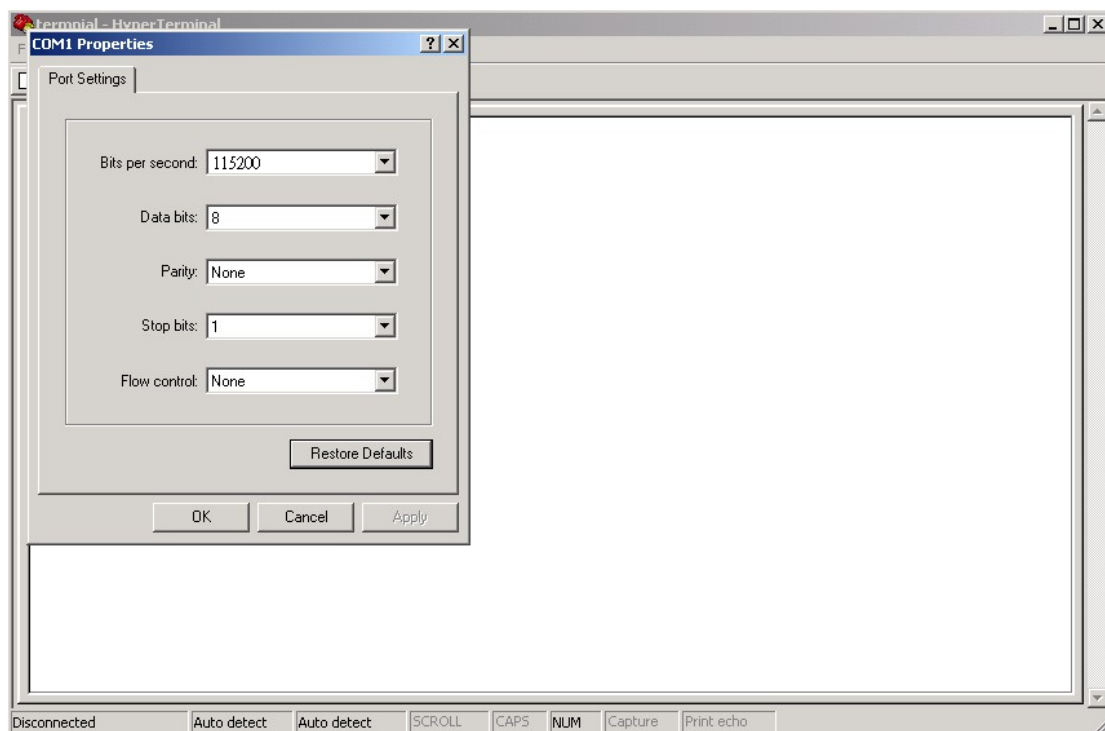 termpial - HyperTerminal
COM1 Properties
Port Settings
Bits per second: 115200
Data bits: 8
Parity: None
Stop bits: 1
Flow control: None
Restore Defaults
OK Cancel Apply
Disconnected Auto detect Auto detect SCROLL CAPS NUM Capture Print echo